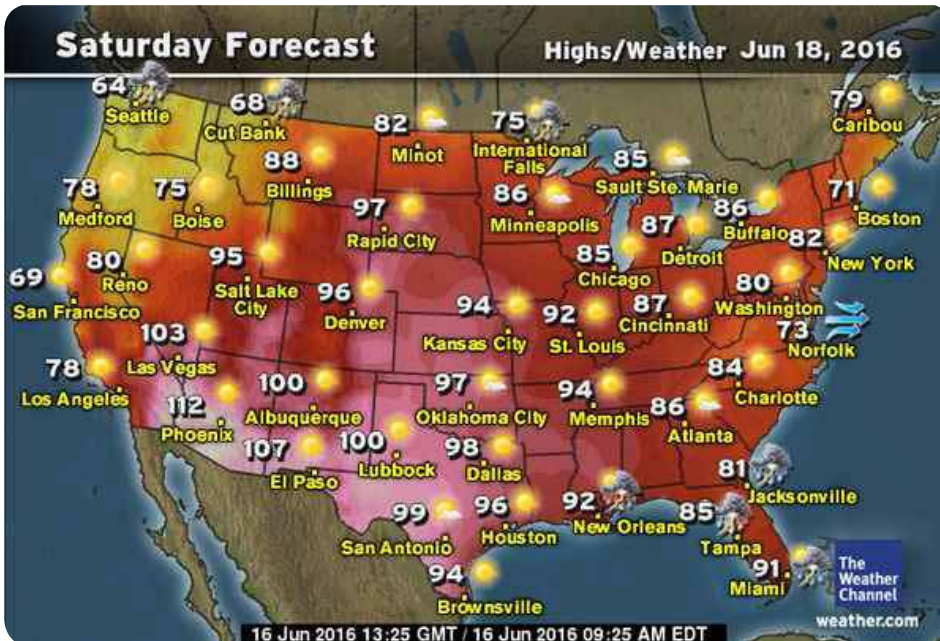 Saturday Forecast
Highs/Weather Jun 18, 2016
64
Seattle
68
Cut Bank
82
Minot
75
International
Falls
79
Caribou
88
Billings
85
Sault Ste. Marie
78
Medford
75
Boise
97
Rapid City
86
Minneapolis
87
Detroit
86
Buffalo
71
Boston
69
San Francisco
80
Reno
95
Salt Lake
City
96
Denver
85
Chicago
82
New York
94
Kansas City
92
St. Louis
87
Cincinnati
80
Washington
73
Norfolk
103
Las Vegas
78
Los Angeles
112
Phoenix
100
Albuquerque
97
Oklahoma City
94
Memphis
86
Atlanta
84
Charlotte
107
El Paso
100
Lubbock
98
Dallas
81
Jacksonville
99
San Antonio
96
Houston
92
New Orleans
85
Tampa
94
Brownsville
91
Miami
The
Weather
Channel
weather.com
16 Jun 2016 13:25 GMT / 16 Jun 2016 09:25 AM EDT